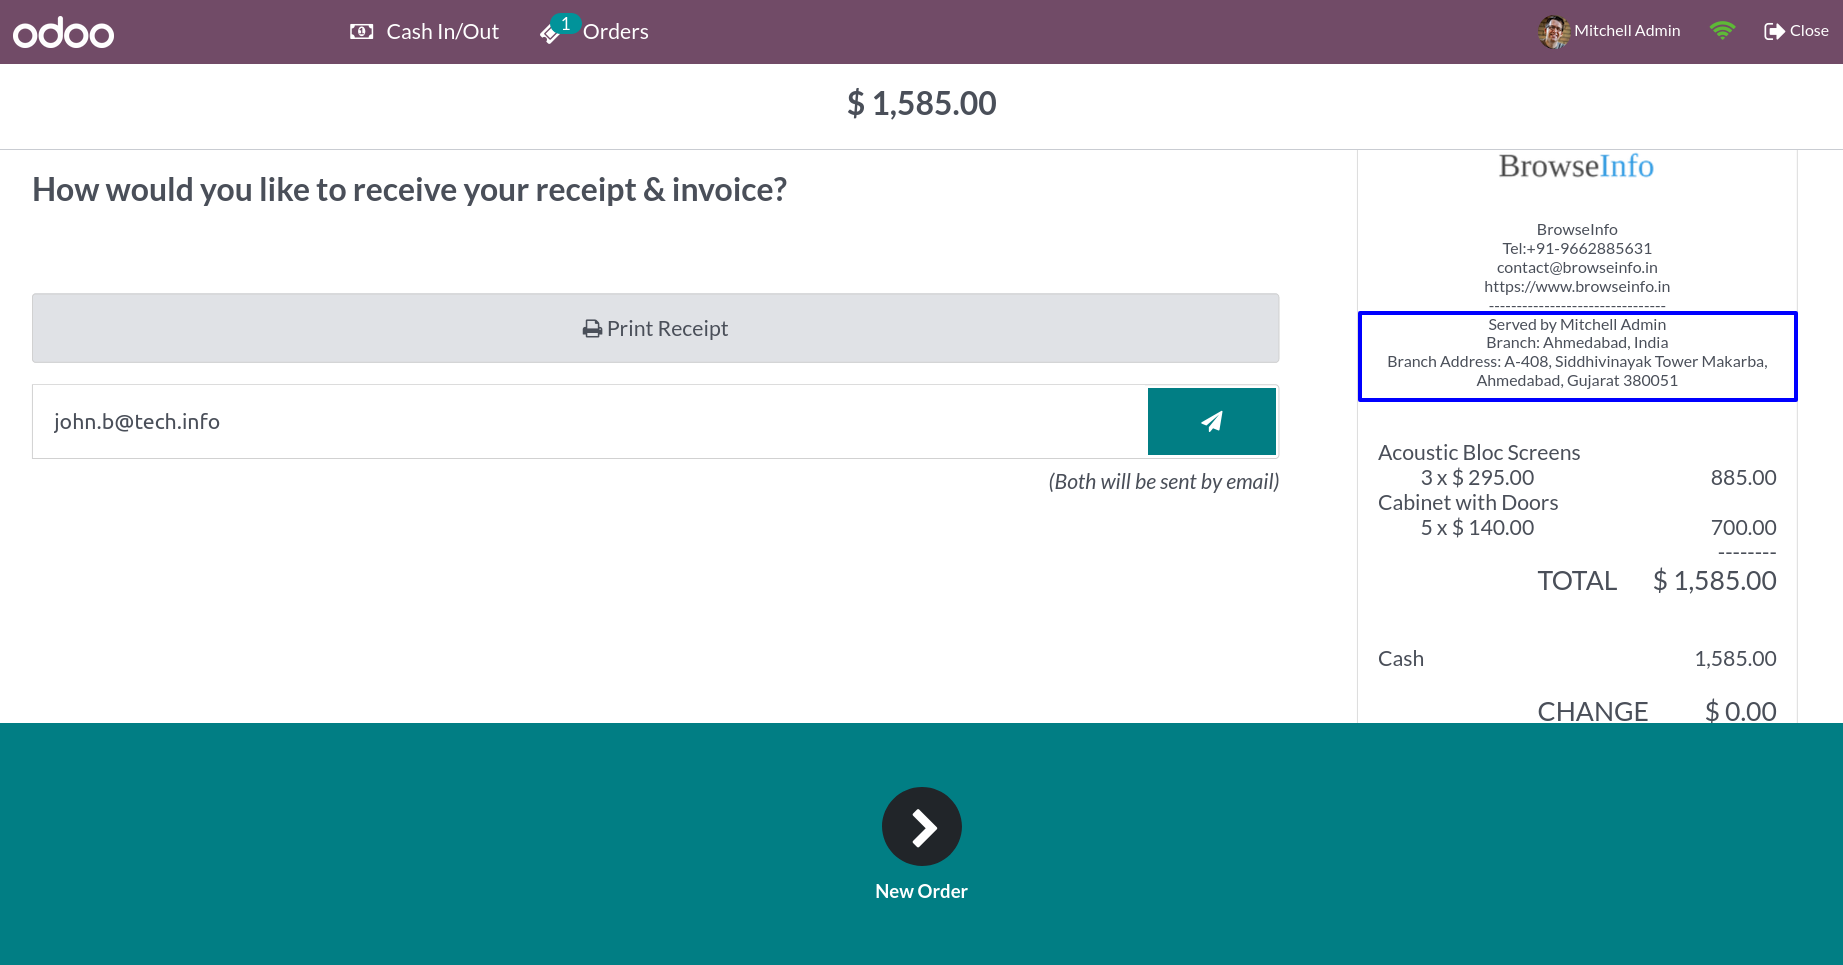 odoo
Cash In/Out
1
Orders
Mitchell Admin
Close
$ 1,585.00
How would you like to receive your receipt & invoice?
Print Receipt
john.b@tech.info
(Both will be sent by email)
BrowseInfo
BrowseInfo
Tel:+91-9662885631
contact@browseinfo.in
https://www.browseinfo.in
--------------------------------
Served by Mitchell Admin
Branch: Ahmedabad, India
Branch Address: A-408, Siddhivinayak Tower Makarba,
Ahmedabad, Gujarat 380051
Acoustic Bloc Screens
3 x $ 295.00 885.00
Cabinet with Doors
5 x $ 140.00 700.00
--------
TOTAL $ 1,585.00
Cash 1,585.00
CHANGE $ 0.00
New Order